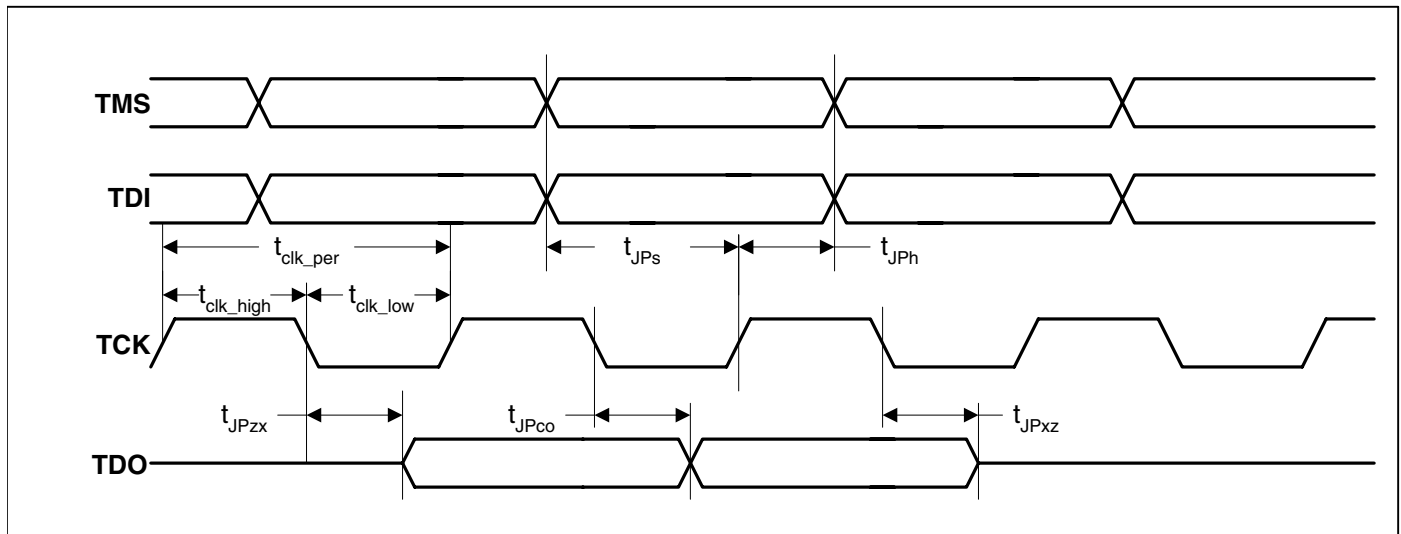 TMS
TDI
t_clk_per
t_JPs
t_JPh
t_clk_high
t_clk_low
TCK
t_JPzx
t_JPco
t_JPxz
TDO